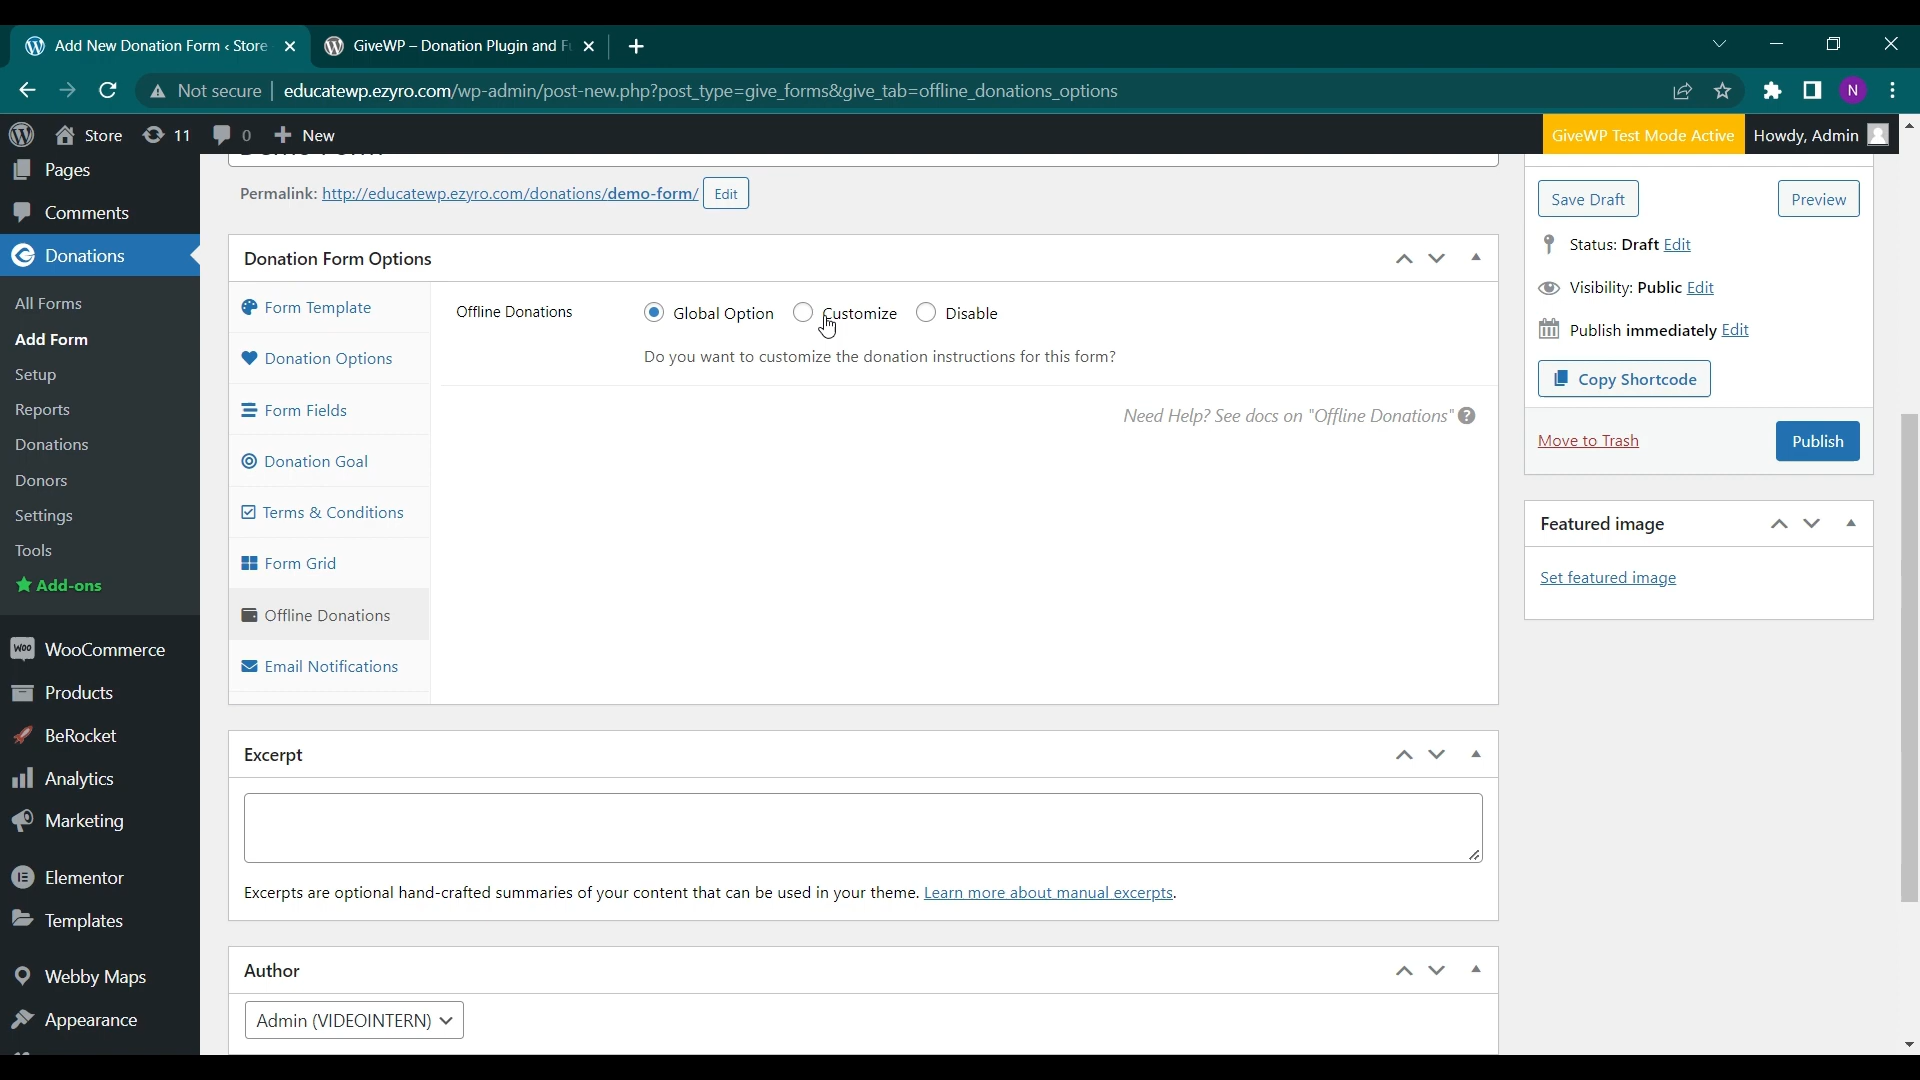 Add New Donation Form ‹ Store
GiveWP – Donation Plugin and F
Not secure
educatewp.ezyro.com/wp-admin/post-new.php?post_type=give_forms&give_tab=offline_donations_options
N
Store
11
0
New
GiveWP Test Mode Active
Howdy, Admin
Pages
Comments
Donations
All Forms
Add Form
Setup
Reports
Donations
Donors
Settings
Tools
Add-ons
WooCommerce
Products
BeRocket
Analytics
Marketing
Elementor
Templates
Webby Maps
Appearance
Permalink: http://educatewp.ezyro.com/donations/demo-form/ Edit
Donation Form Options
Form Template
Donation Options
Form Fields
Donation Goal
Terms & Conditions
Form Grid
Offline Donations
Email Notifications
Offline Donations
Global Option
Customize
Disable
Do you want to customize the donation instructions for this form?
Need Help? See docs on "Offline Donations"
Excerpt
Excerpts are optional hand-crafted summaries of your content that can be used in your theme. Learn more about manual excerpts.
Author
Admin (VIDEOINTERN)
Save Draft
Preview
Status: Draft Edit
Visibility: Public Edit
Publish immediately Edit
Copy Shortcode
Move to Trash
Publish
Featured image
Set featured image